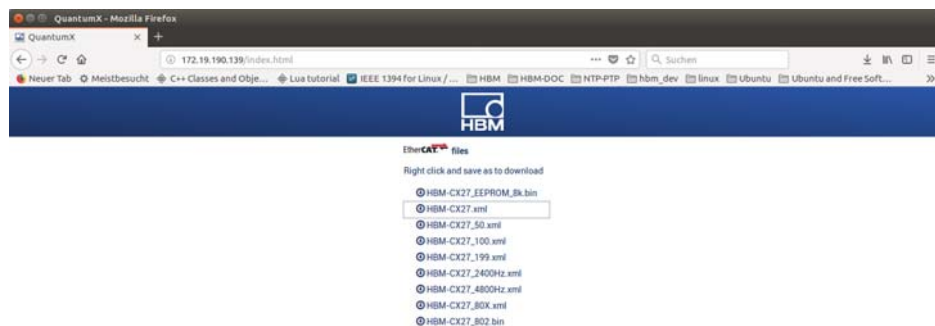 QuantumX - Mozilla Firefox
QuantumX × +
172.19.190.139/index.html ··· Suchen
Neuer Tab Meistbesucht C++ Classes and Obje... Lua tutorial IEEE 1394 for Linux / ... HBM HBM-DOC NTP-PTP hbm_dev linux Ubuntu Ubuntu and Free Soft... »
HBM
EtherCAT files
Right click and save as to download
HBM-CX27_EEPROM_8k.bin
HBM-CX27.xml
HBM-CX27_50.xml
HBM-CX27_100.xml
HBM-CX27_199.xml
HBM-CX27_2400Hz.xml
HBM-CX27_4800Hz.xml
HBM-CX27_80X.xml
HBM-CX27_802.bin